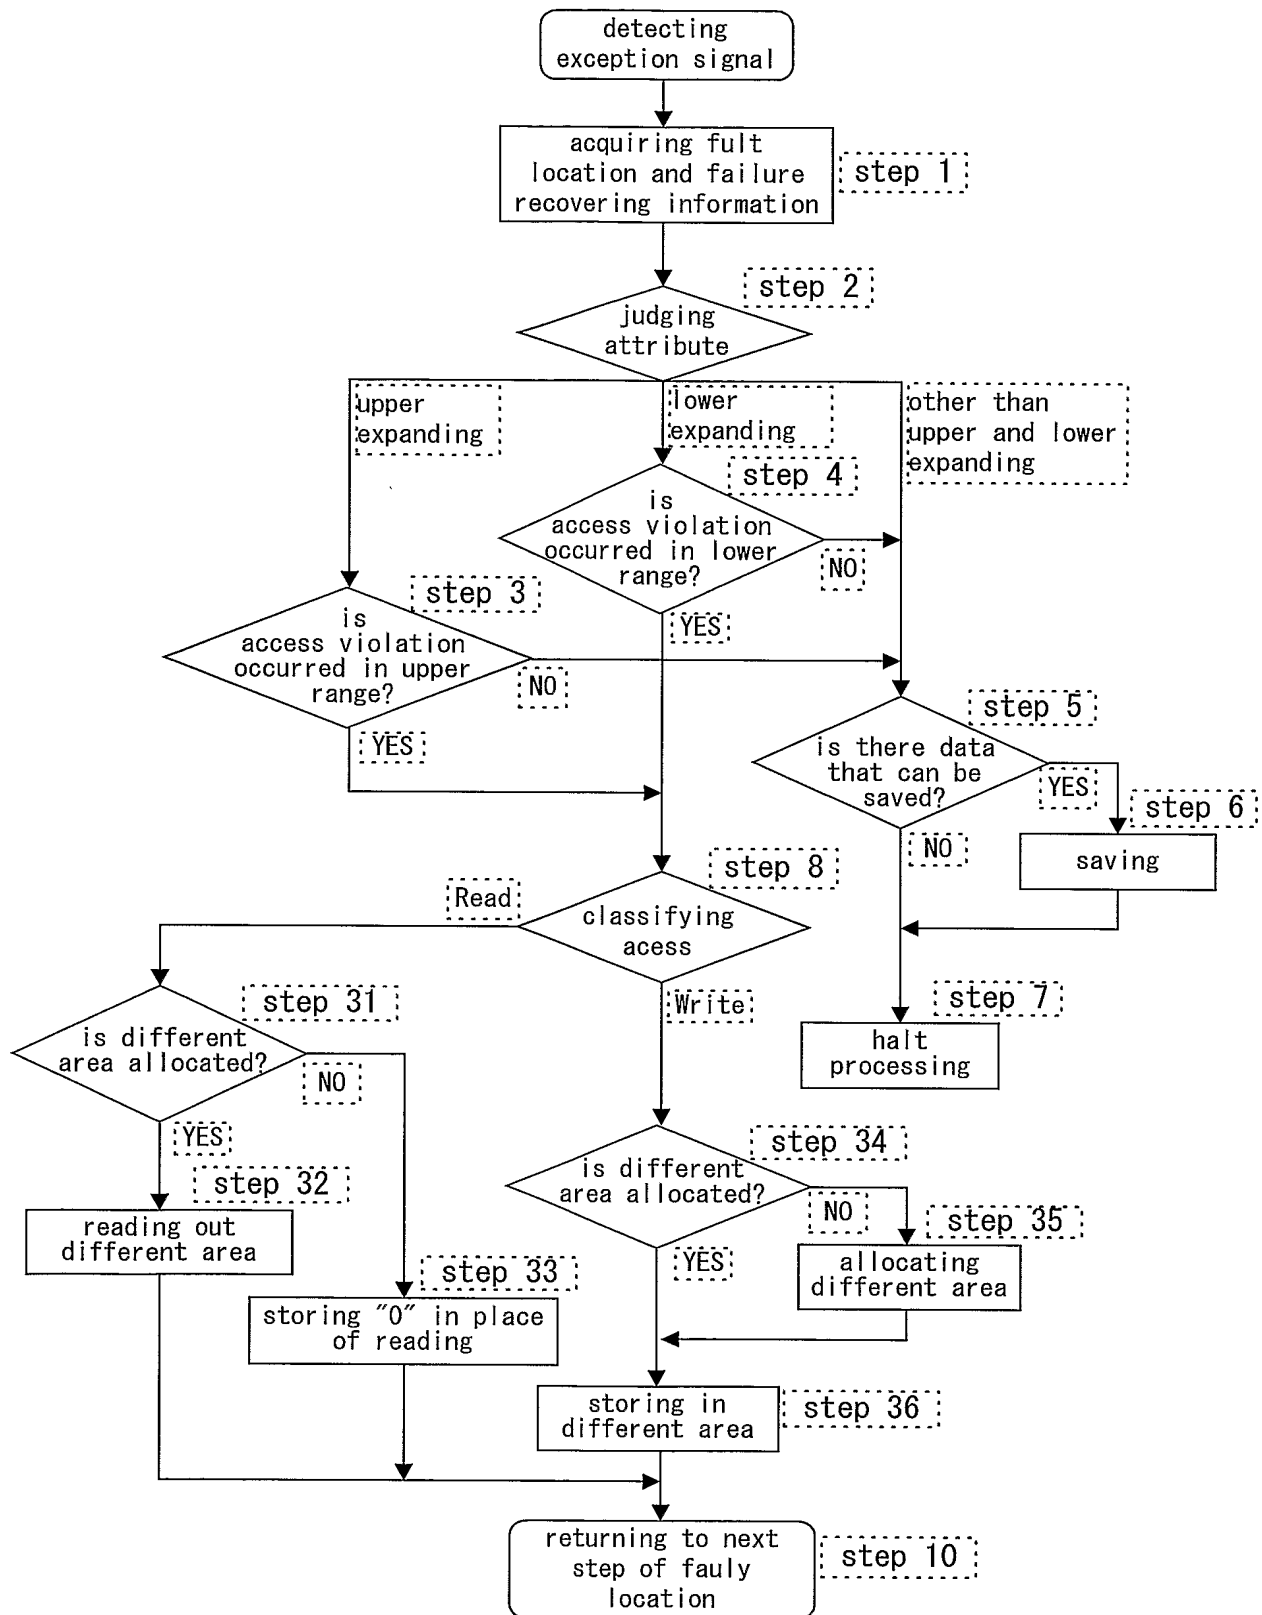 detecting
exception signal
acquiring fult
location and failure
recovering information
step 1
step 2
judging
attribute
upper
expanding
lower
expanding
other than
upper and lower
expanding
step 4
is
access violation
occurred in lower
range?
NO
YES
step 3
is
access violation
occurred in upper
range?
NO
YES
step 5
is there data
that can be
saved?
YES
NO
step 6
saving
step 8
Read
classifying
acess
Write
step 7
halt
processing
step 31
is different
area allocated?
NO
YES
step 32
reading out
different area
step 33
storing "0" in place
of reading
step 34
is different
area allocated?
NO
YES
step 35
allocating
different area
storing in
different area
step 36
returning to next
step of fauly
location
step 10